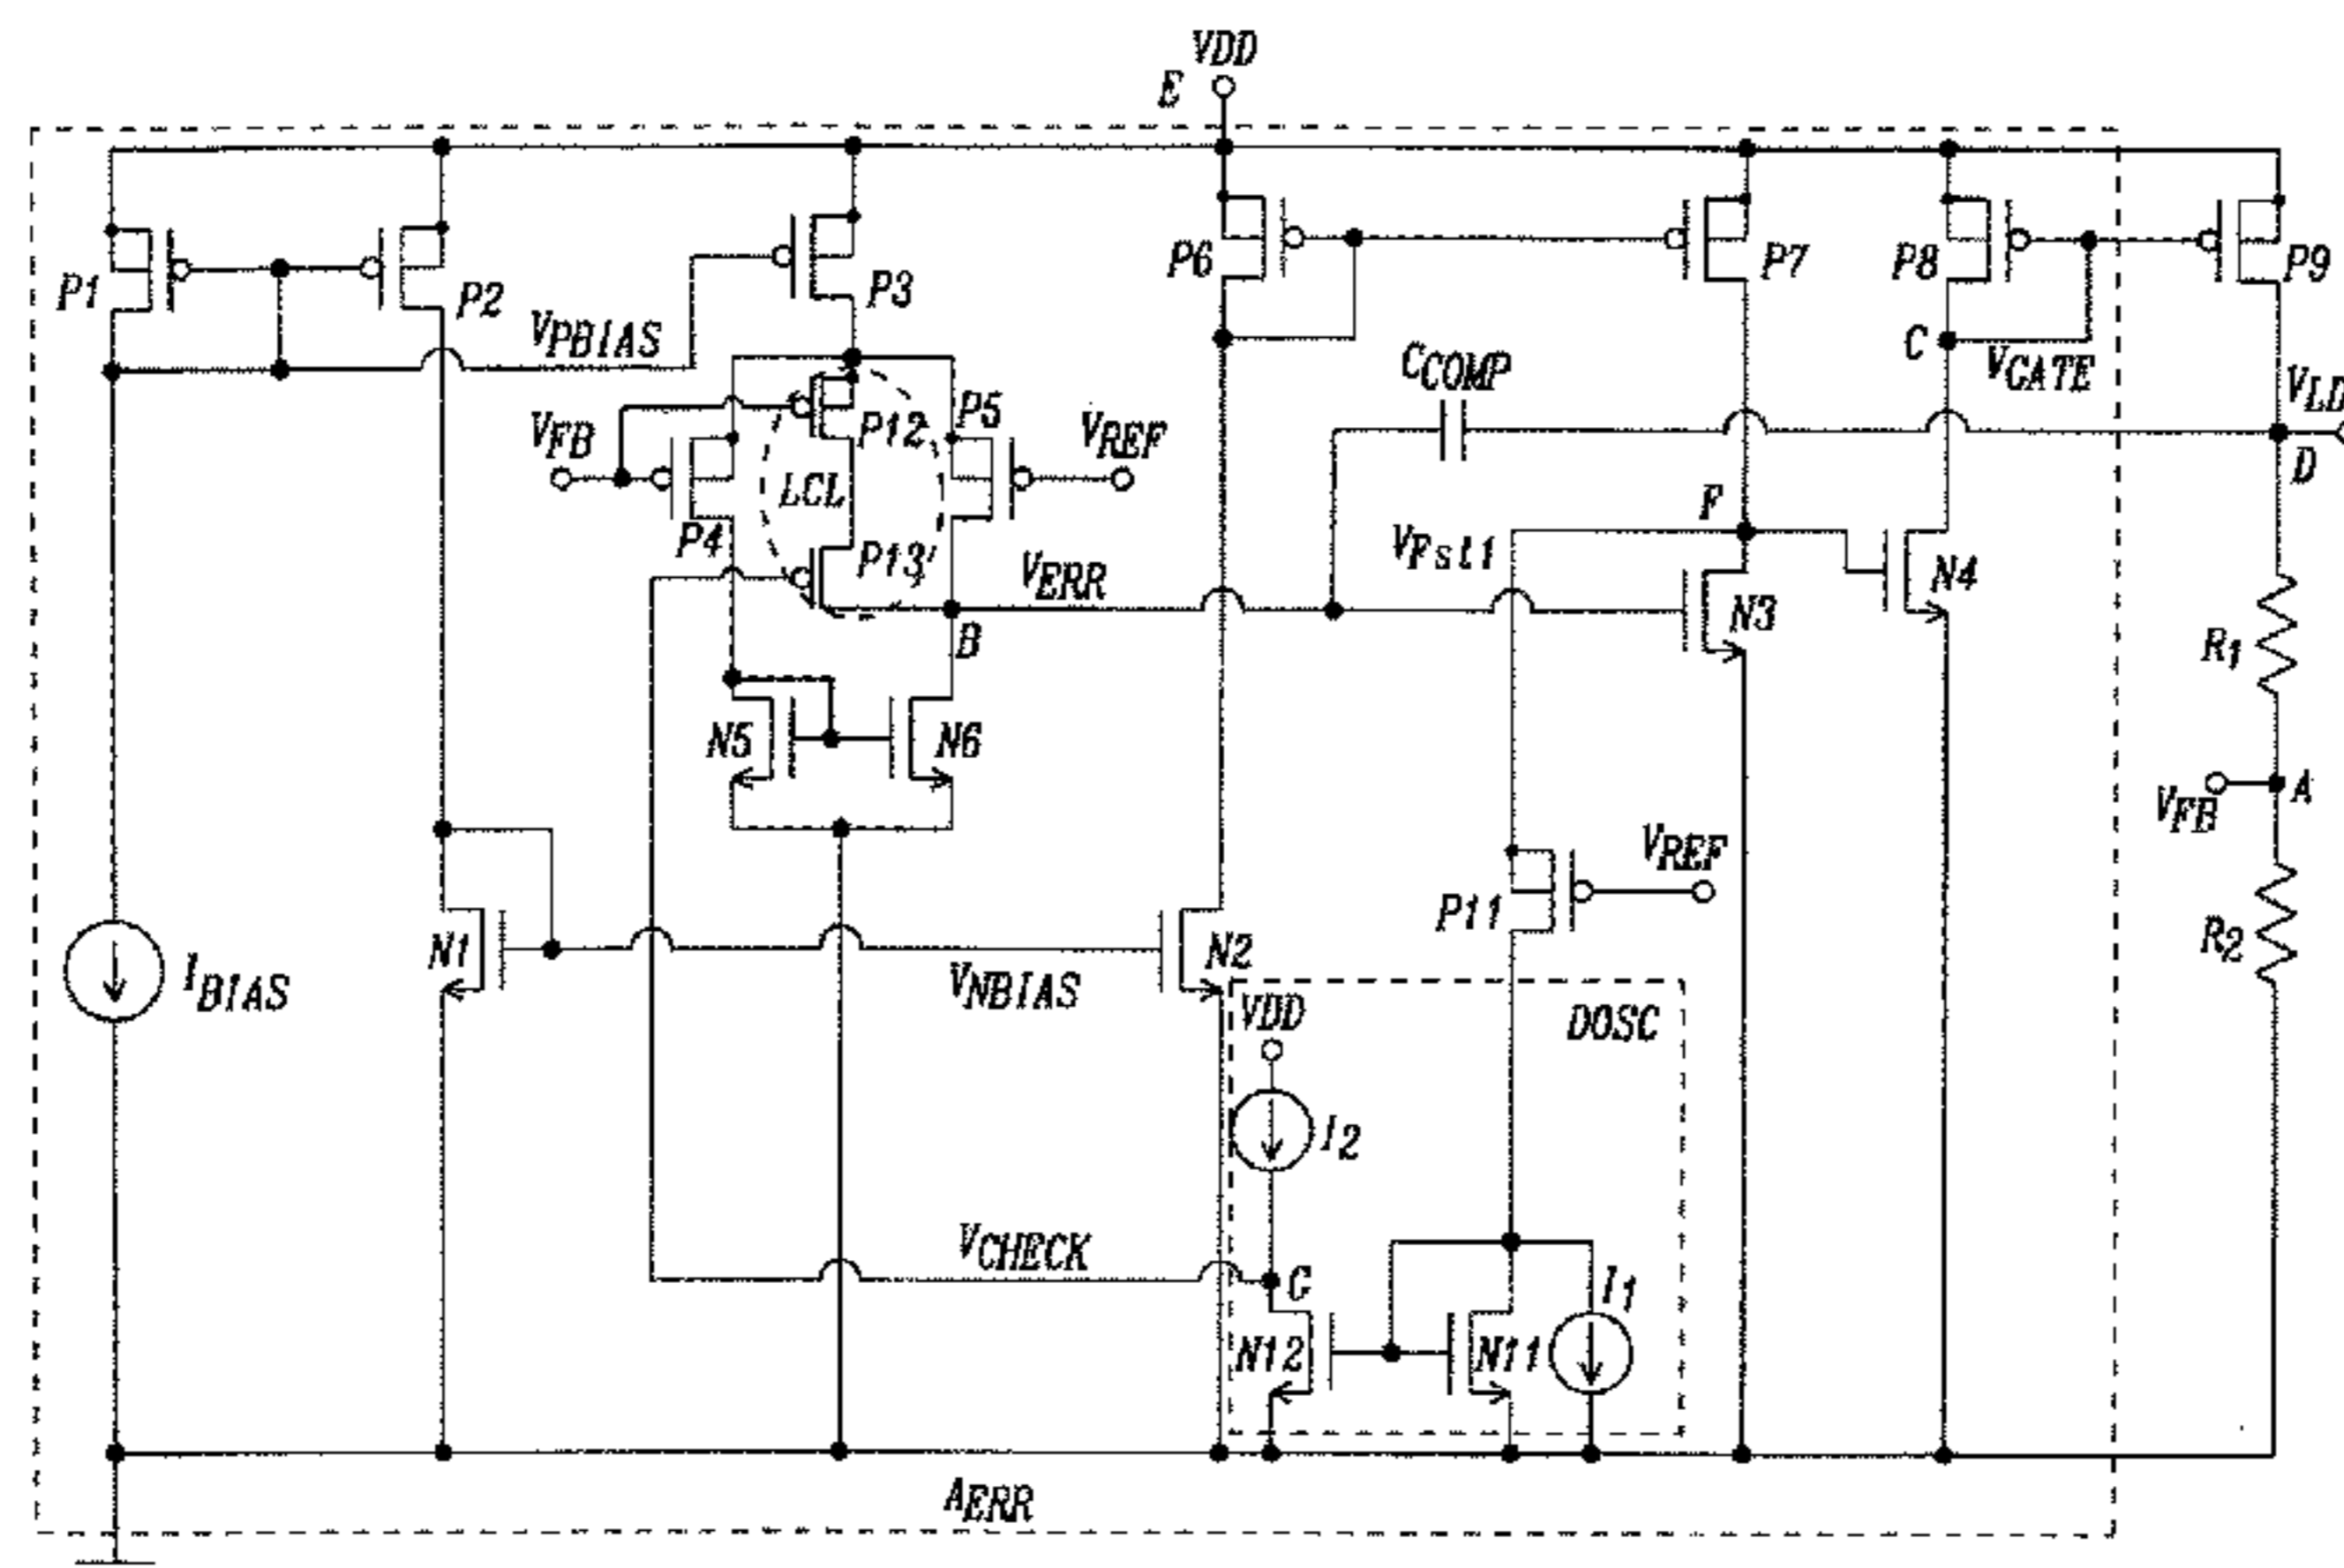 VDD
E
P1
P2
P3
P6
P7
P8
P9
VPBIAS
C
VGATE
CCOMP
VLD
VFB
P12
P5
VREF
D
LCL
P4
P13
VERR
F
VFst1
N4
N3
B
R1
N5
N6
A
VFB
VREF
P11
N1
N2
R2
IBIAS
VNBIAS
VDD
DOSC
I2
VCHECK
G
I1
N12
N11
AERR